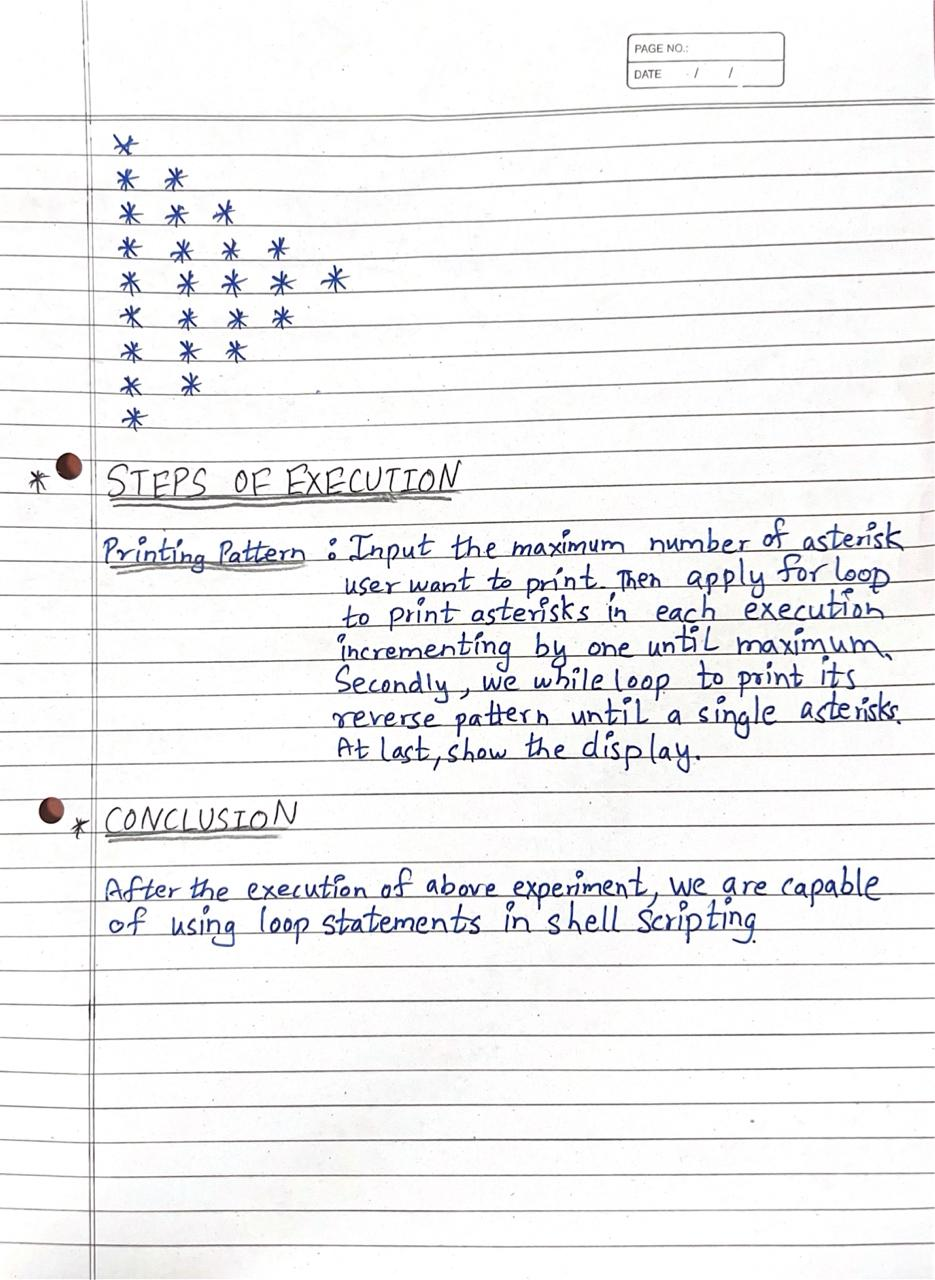 PAGE NO.:
DATE / /
*
* *
* * *
* * * *
* * * * *
* * * *
* * *
* *
*
* STEPS OF EXECUTION
Printing Pattern : Input the maximum number of asterisk
user want to print. Then apply for loop
to print asterisks in each execution
incrementing by one until maximum.
Secondly, we while loop to print its
reverse pattern until a single asterisks.
At last, show the display.
* CONCLUSION
After the execution of above experiment, we are capable
of using loop statements in shell scripting.